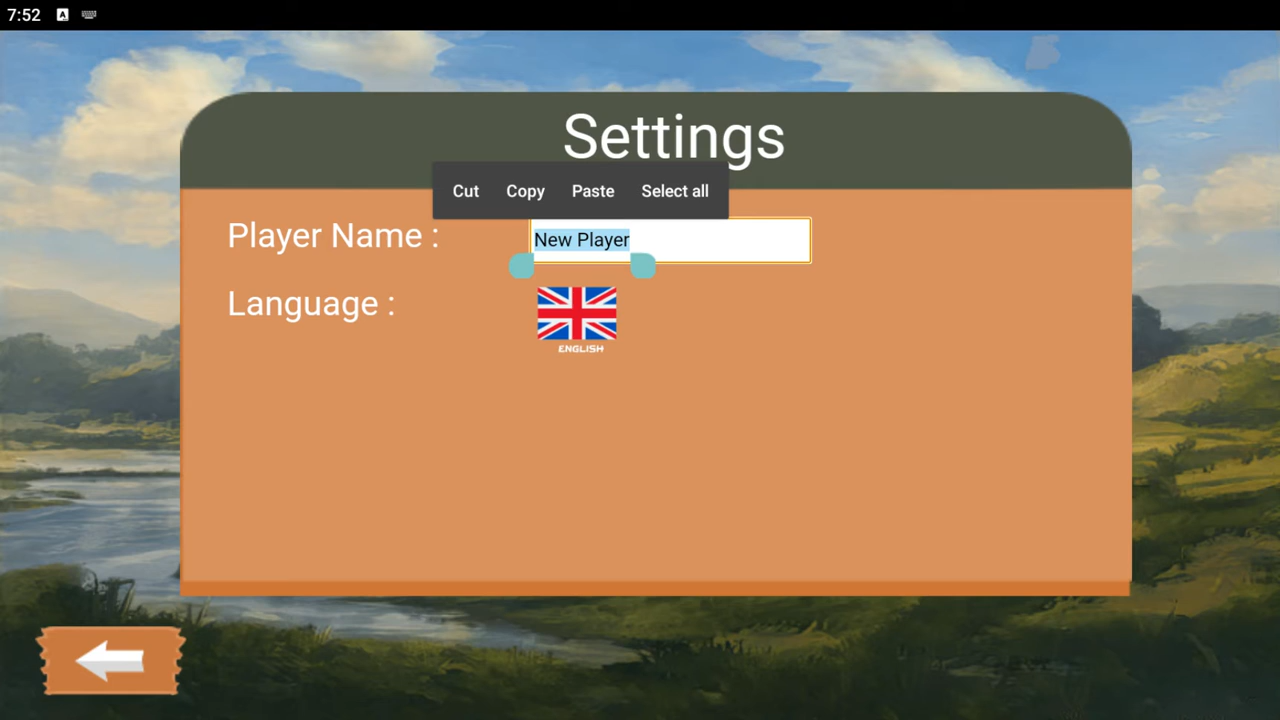 7:52
Settings
Cut Copy Paste Select all
Player Name :
New Player
Language :
ENGLISH